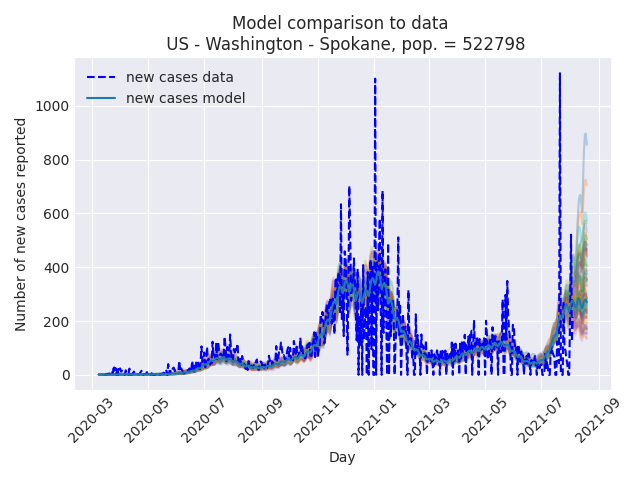 Model comparison to data
US - Washington - Spokane, pop. = 522798
new cases data
new cases model
Number of new cases reported
1000
800
600
400
200
0
2020-03
2020-05
2020-07
2020-09
2020-11
2021-01
2021-03
2021-05
2021-07
2021-09
Day